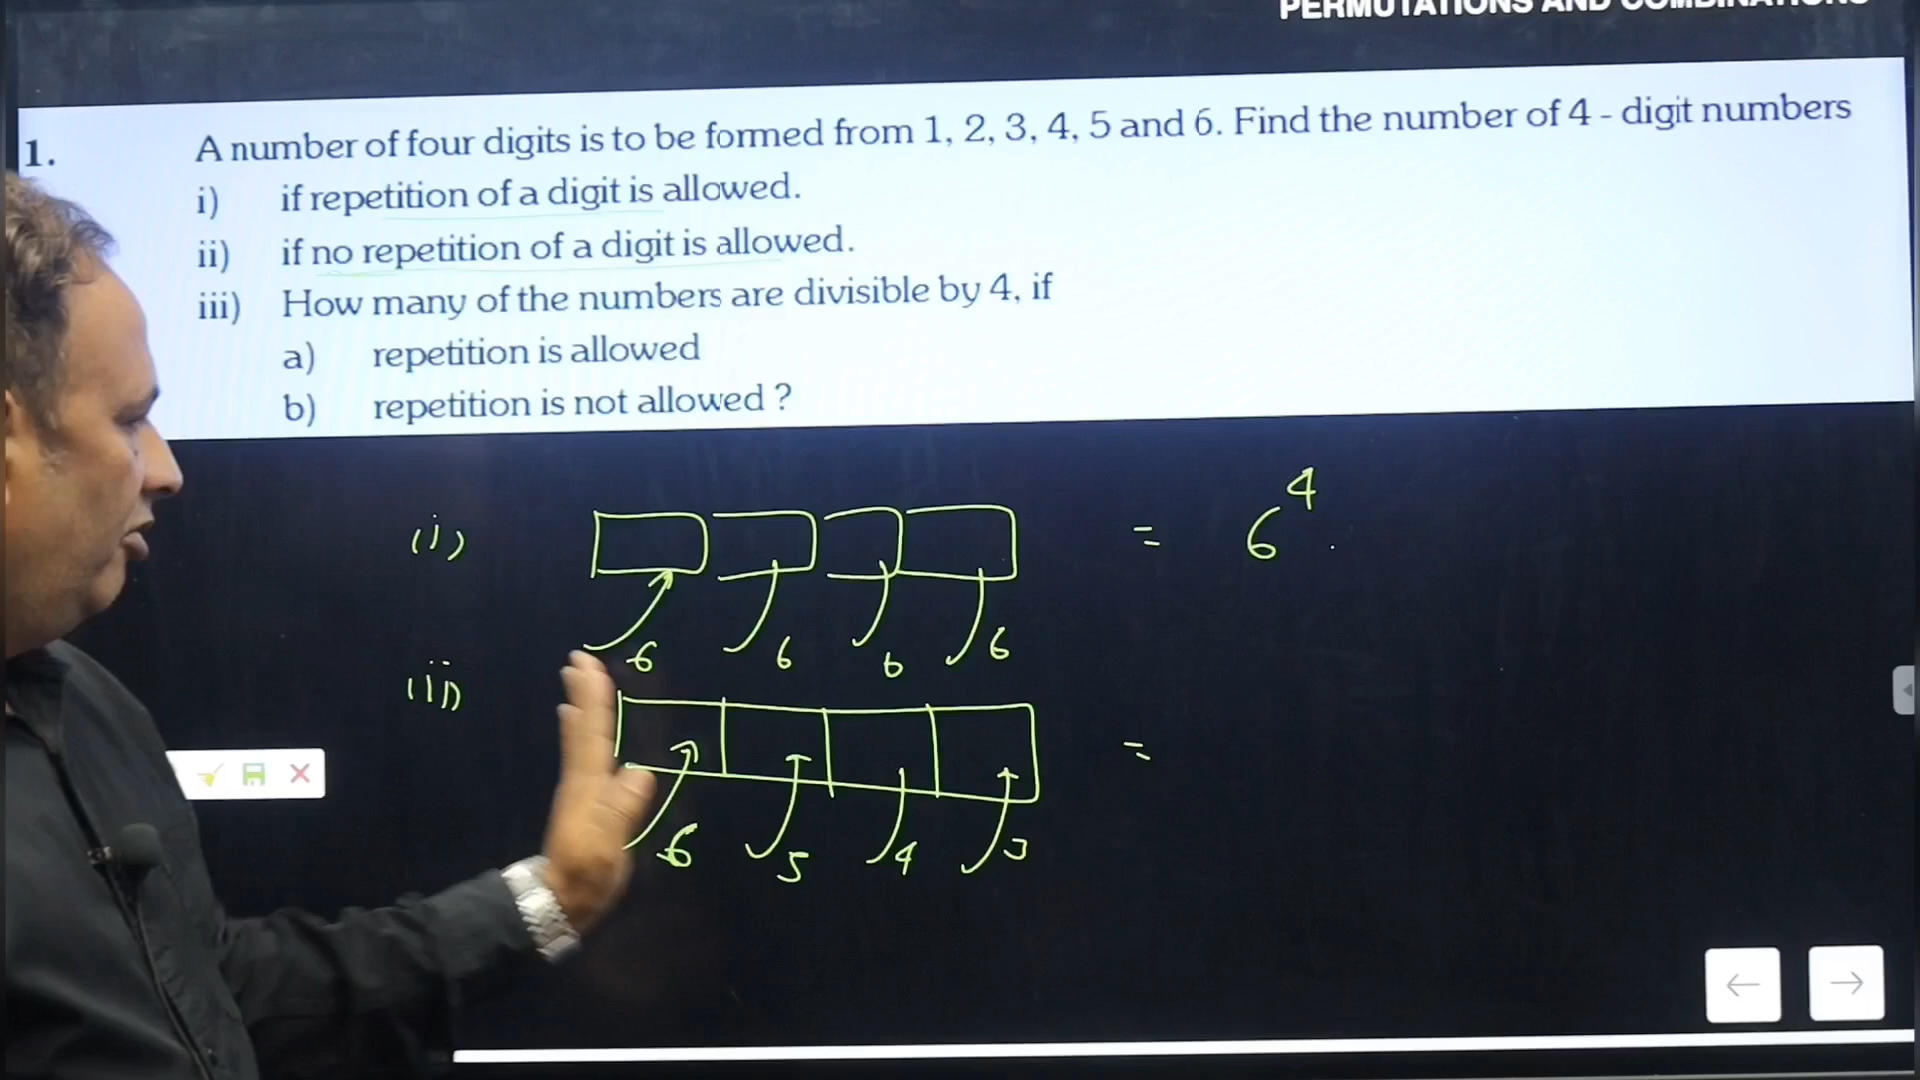 PERMUTATIONS AND COMBINATIONS
1. A number of four digits is to be formed from 1, 2, 3, 4, 5 and 6. Find the number of 4 - digit numbers
i) if repetition of a digit is allowed.
ii) if no repetition of a digit is allowed.
iii) How many of the numbers are divisible by 4, if
a) repetition is allowed
b) repetition is not allowed ?
(i) = 6⁴.
6 6 6 6
(ii) =
6 5 4 3